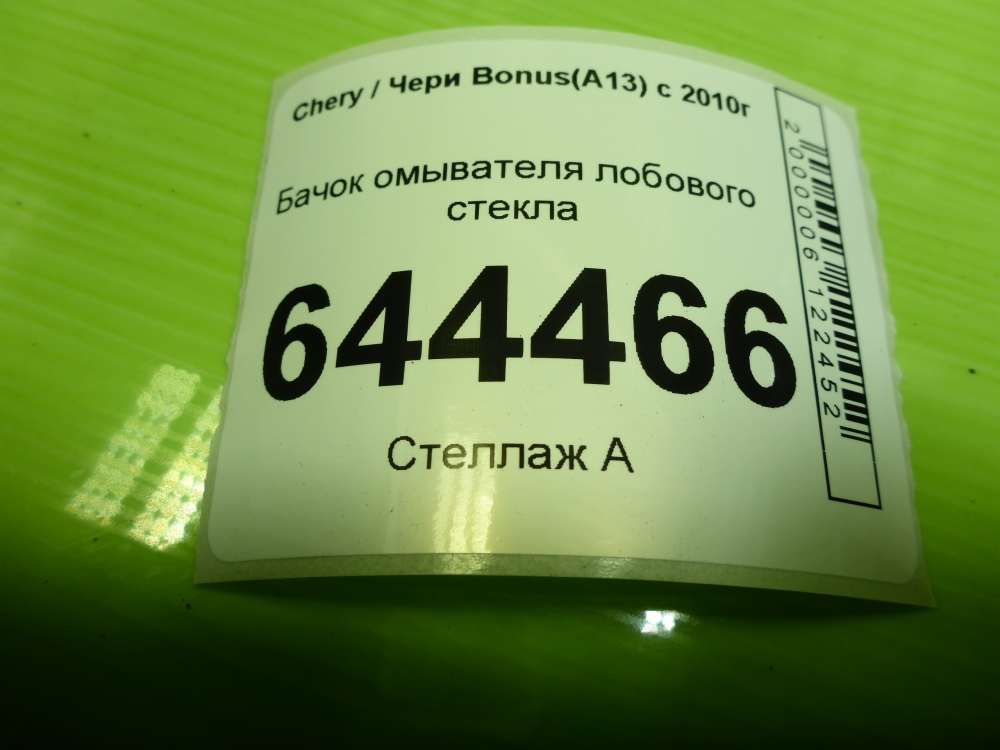 Chery / Чери Bonus(A13) с 2010г
Бачок омывателя лобового
стекла
644466
Стеллаж А
2000006122452